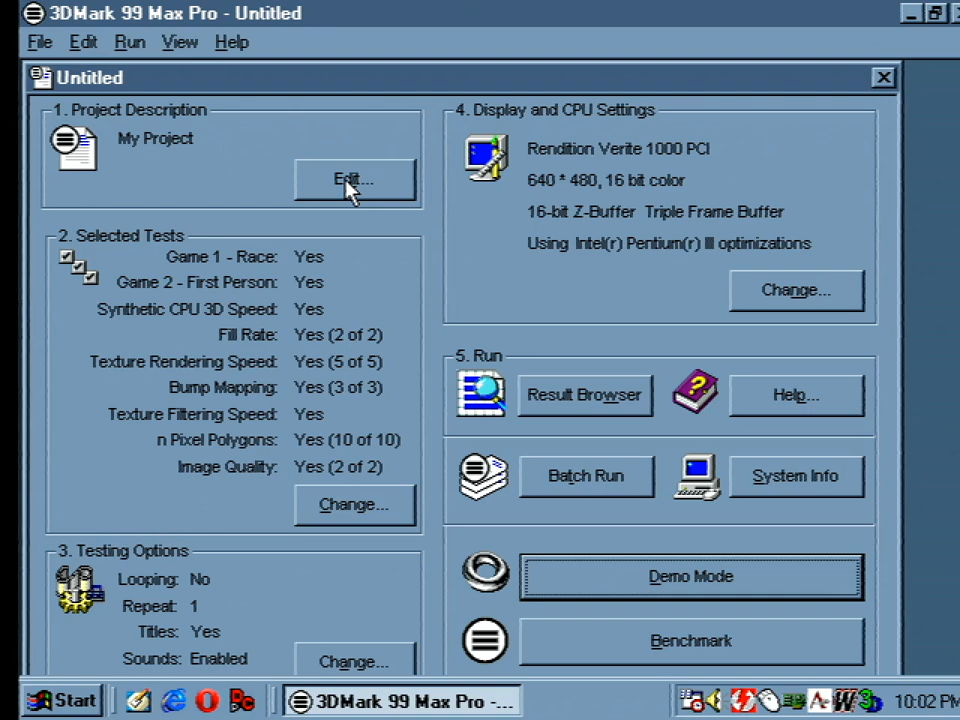 3DMark 99 Max Pro - Untitled
File Edit Run View Help
Untitled
1. Project Description
My Project
Edit...
2. Selected Tests
Game 1 - Race: Yes
Game 2 - First Person: Yes
Synthetic CPU 3D Speed: Yes
Fill Rate: Yes (2 of 2)
Texture Rendering Speed: Yes (5 of 5)
Bump Mapping: Yes (3 of 3)
Texture Filtering Speed: Yes
n Pixel Polygons: Yes (10 of 10)
Image Quality: Yes (2 of 2)
Change...
3. Testing Options
Looping: No
Repeat: 1
Titles: Yes
Sounds: Enabled
Change...
4. Display and CPU Settings
Rendition Verite 1000 PCI
640 * 480, 16 bit color
16-bit Z-Buffer Triple Frame Buffer
Using Intel(r) Pentium(r) III optimizations
Change...
5. Run
Result Browser
Help...
Batch Run
System Info
Demo Mode
Benchmark
Start
3DMark 99 Max Pro -...
10:02 PM